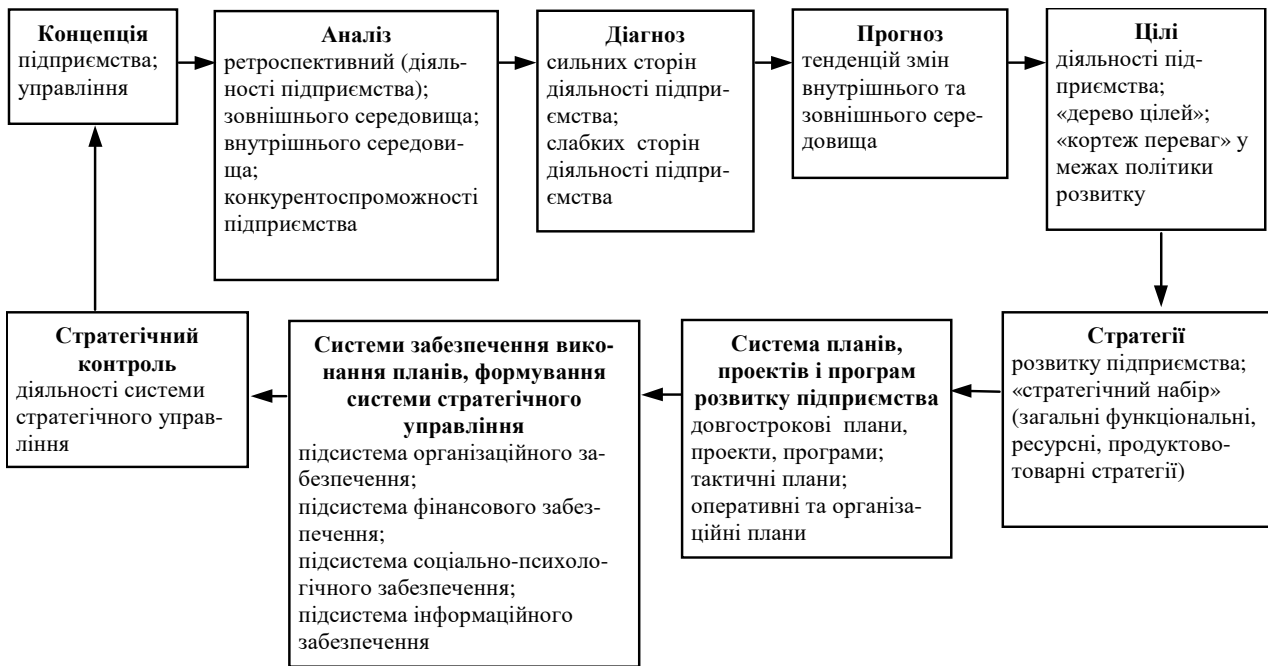 Концепція
підприємства;
управління
Аналіз
ретроспективний (діяль-
ності підприємства);
зовнішнього середовища;
внутрішнього середови-
ща;
конкурентоспроможності
підприємства
Діагноз
сильних сторін
діяльності підпри-
ємства;
слабких сторін
діяльності підпри-
ємства
Прогноз
тенденцій змін
внутрішнього та
зовнішнього сере-
довища
Цілі
діяльності під-
приємства;
«дерево цілей»;
«кортеж переваг» у
межах політики
розвитку
Стратегії
розвитку підприємства;
«стратегічний набір»
(загальні функціональні,
ресурсні, продуктово-
товарні стратегії)
Система планів,
проектів і програм
розвитку підприємства
довгострокові плани,
проекти, програми;
тактичні плани;
оперативні та організа-
ційні плани
Системи забезпечення вико-
нання планів, формування
системи стратегічного
управління
підсистема організаційного за-
безпечення;
підсистема фінансового забез-
печення;
підсистема соціально-психоло-
гічного забезпечення;
підсистема інформаційного
забезпечення
Стратегічний
контроль
діяльності системи
стратегічного управ-
ління